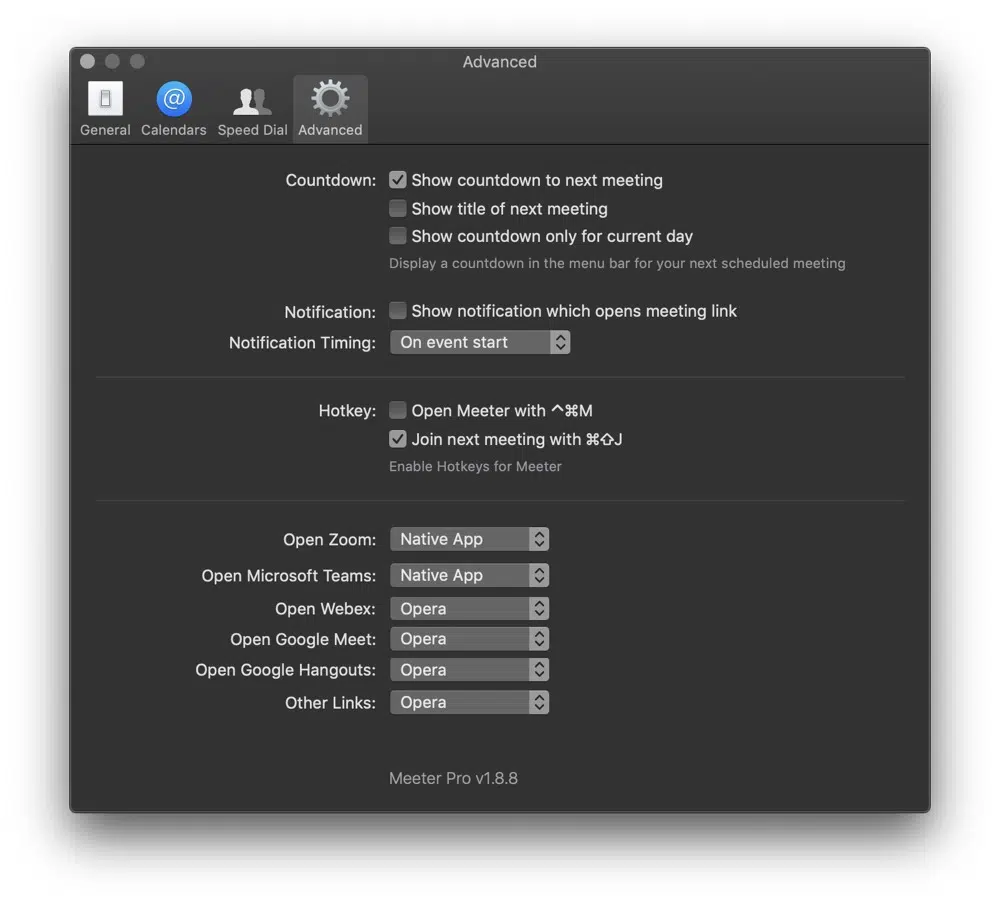 Advanced
General Calendars Speed Dial Advanced
Countdown: Show countdown to next meeting
Show title of next meeting
Show countdown only for current day
Display a countdown in the menu bar for your next scheduled meeting
Notification: Show notification which opens meeting link
Notification Timing: On event start
Hotkey: Open Meeter with ^⌘M
Join next meeting with ⌘⇧J
Enable Hotkeys for Meeter
Open Zoom: Native App
Open Microsoft Teams: Native App
Open Webex: Opera
Open Google Meet: Opera
Open Google Hangouts: Opera
Other Links: Opera
Meeter Pro v1.8.8